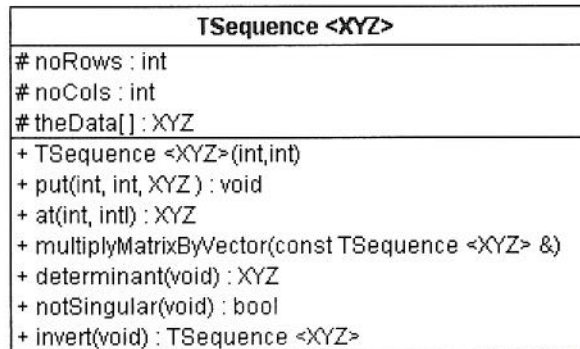 TSequence <XYZ>
# noRows : int
# noCols : int
# theData[ ] : XYZ
+ TSequence <XYZ>(int,int)
+ put(int, int, XYZ ) : void
+ at(int, intl) : XYZ
+ multiplyMatrixByVector(const TSequence <XYZ> &)
+ determinant(void) : XYZ
+ notSingular(void) : bool
+ invert(void) : TSequence <XYZ>